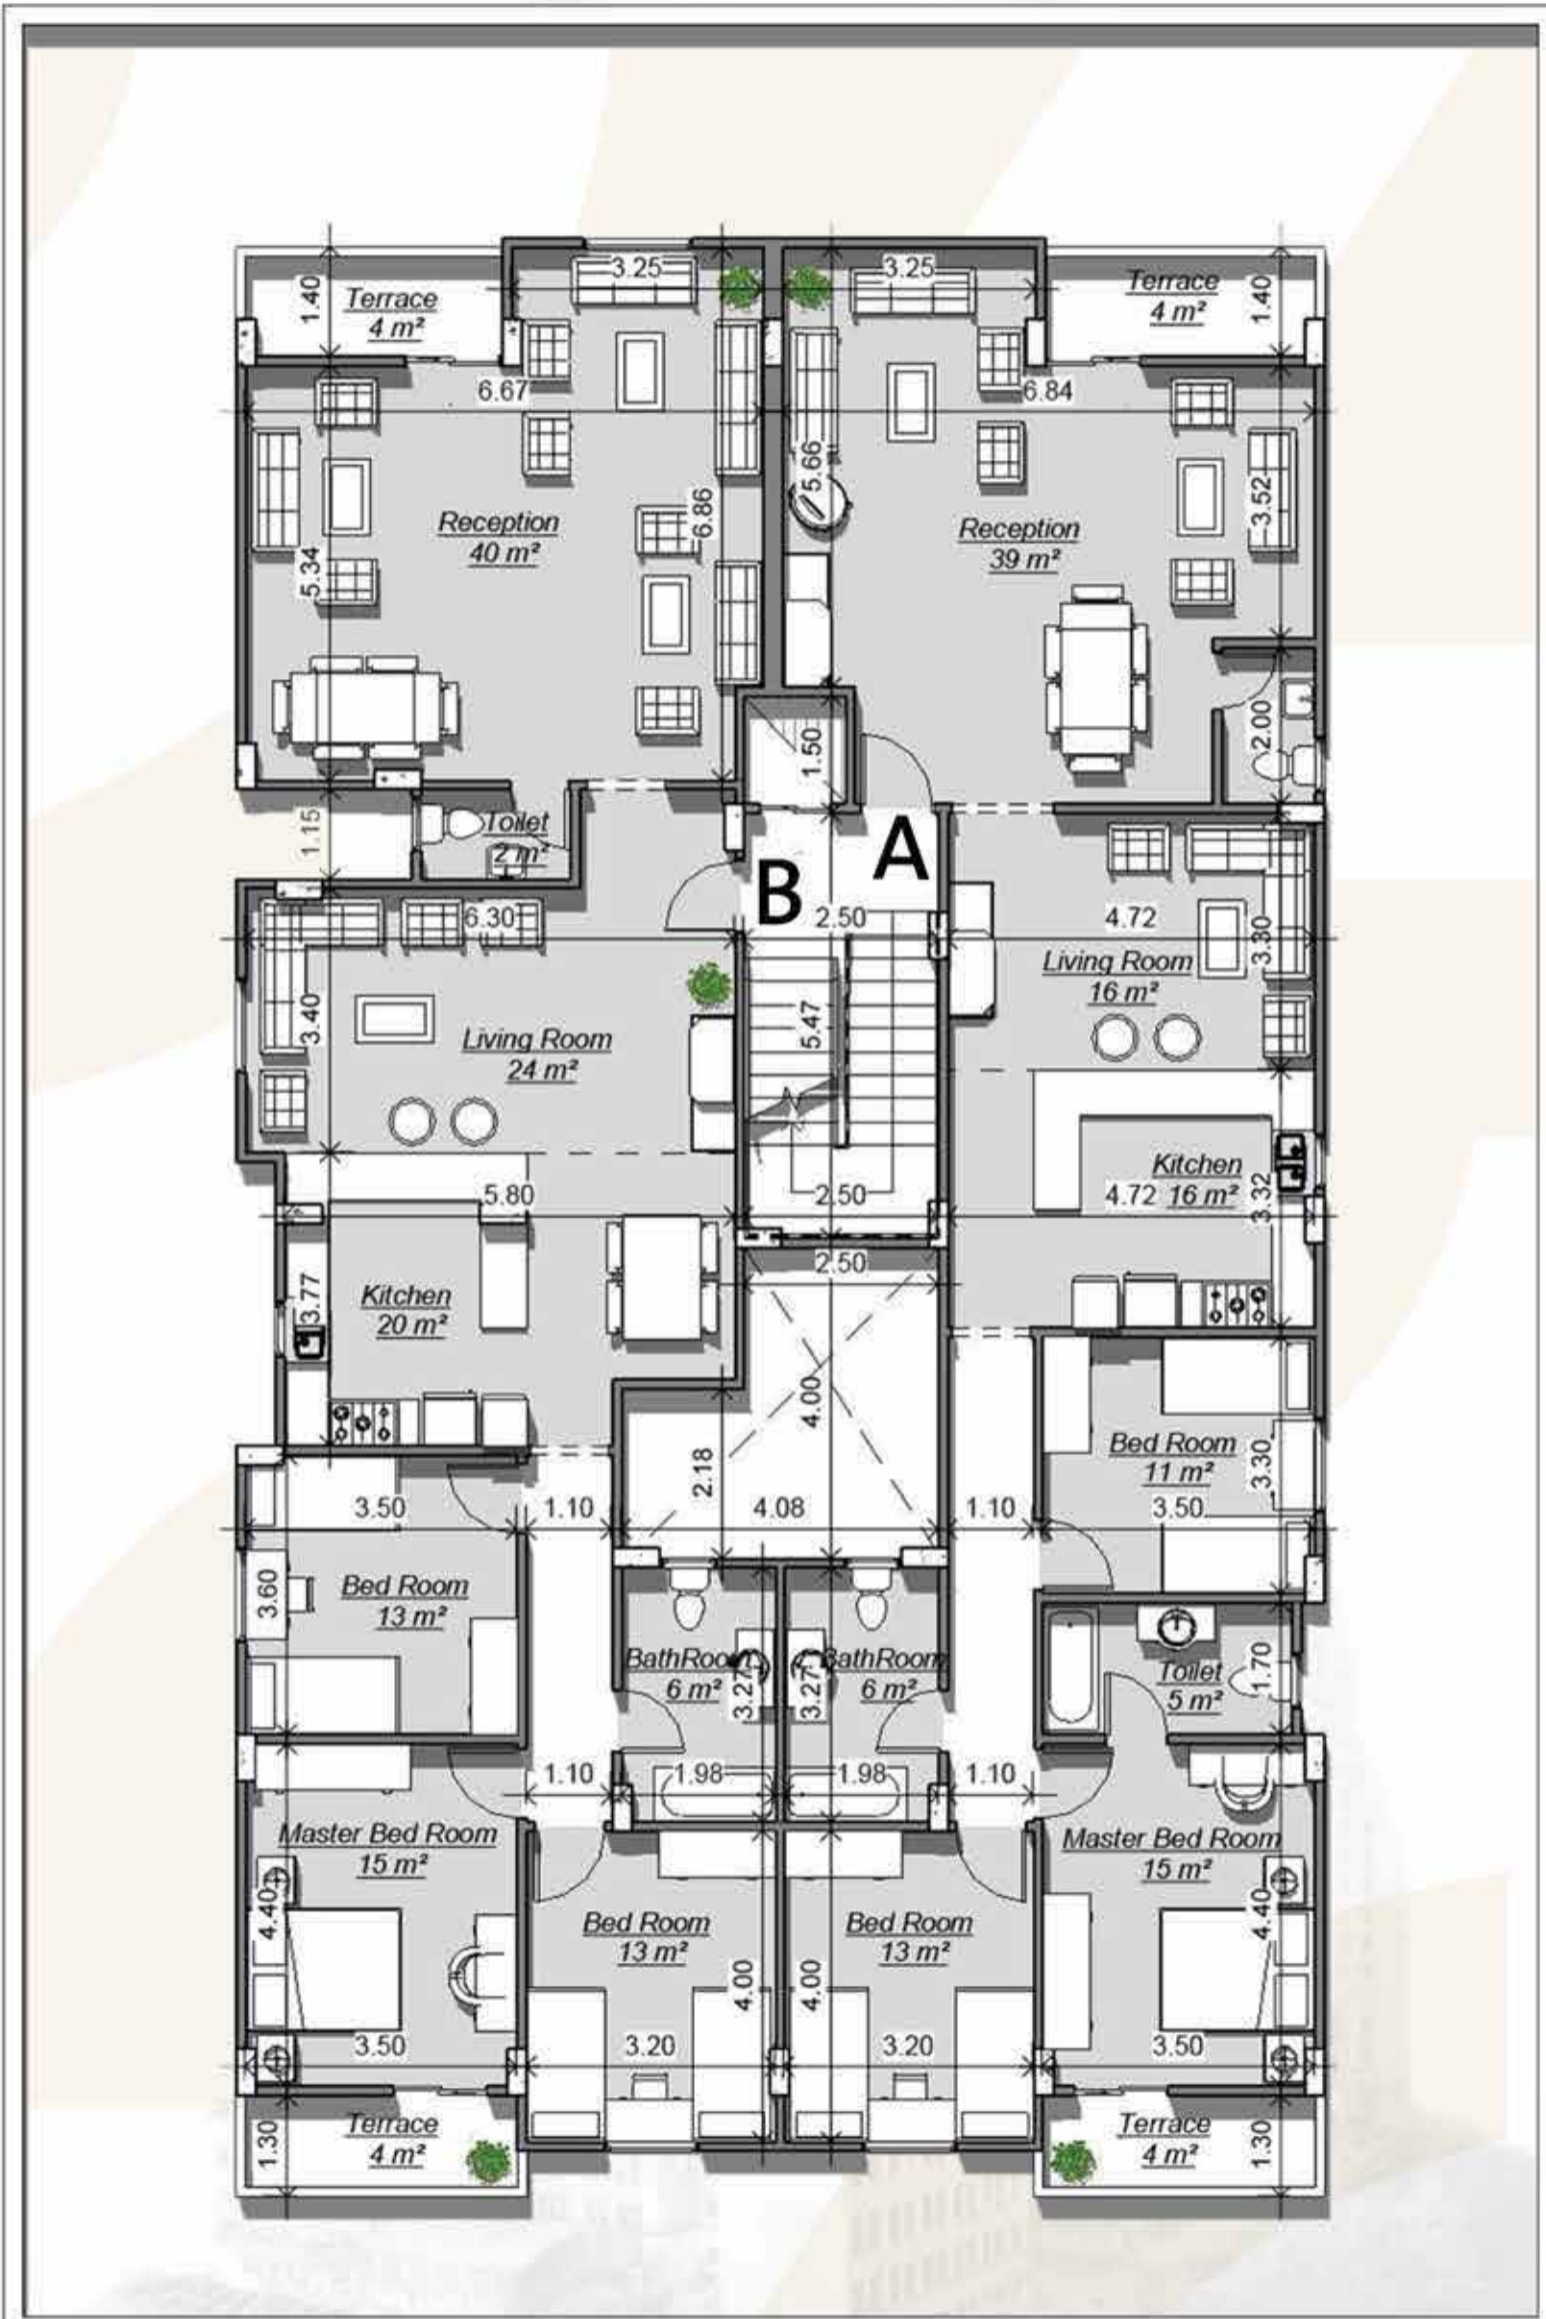 3.25
3.25
1.40
Terrace
4 m²
Terrace
4 m²
1.40
6.67
6.84
5.66
3.52
6.86
Reception
40 m²
Reception
39 m²
5.34
2.00
1.50
1.15
Toilet
2 m²
A
B
6.30
2.50
4.72
3.30
Living Room
16 m²
3.40
5.47
Living Room
24 m²
Kitchen
16 m²
5.80
2.50
4.72
3.32
2.50
3.77
Kitchen
20 m²
4.00
2.18
Bed Room
11 m²
3.30
3.50
1.10
4.08
1.10
3.50
3.60
Bed Room
13 m²
BathRoom
6 m²
3.27
3.27
BathRoom
6 m²
Toilet
5 m²
1.70
1.10
1.98
1.98
1.10
Master Bed Room
15 m²
Master Bed Room
15 m²
4.40
4.40
Bed Room
13 m²
Bed Room
13 m²
4.00
4.00
3.50
3.20
3.20
3.50
1.30
Terrace
4 m²
Terrace
4 m²
1.30